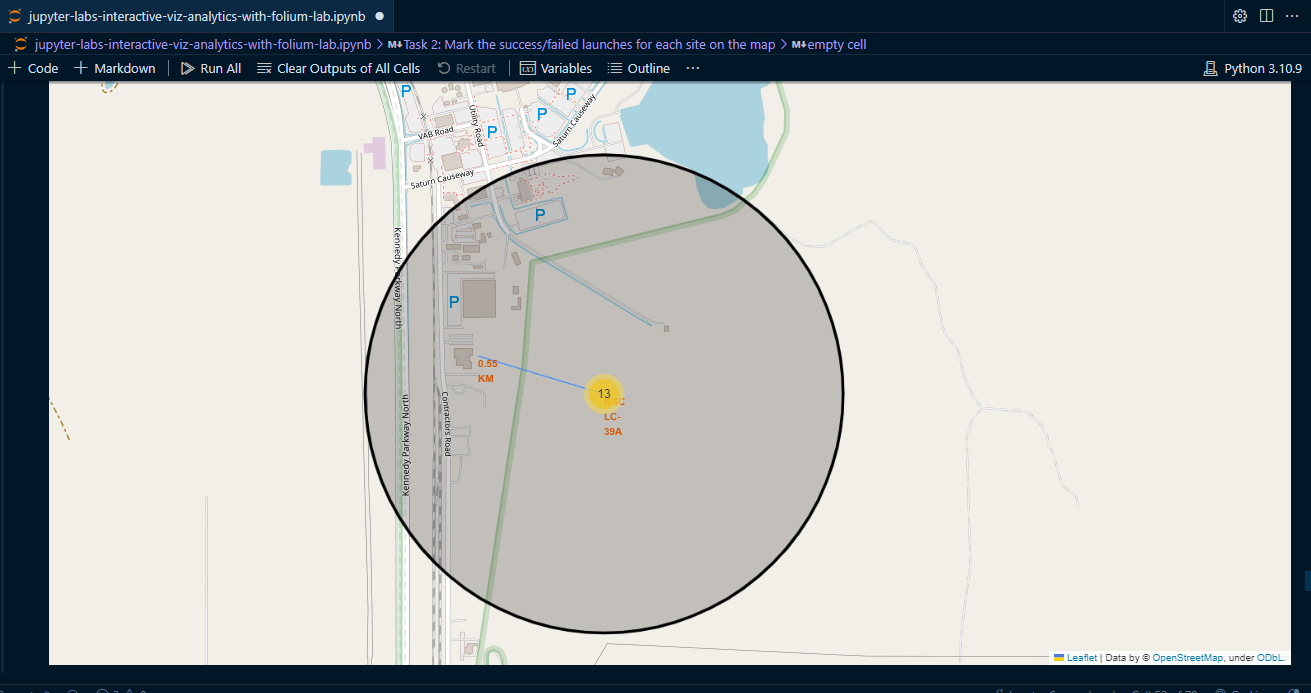 jupyter-labs-interactive-viz-analytics-with-folium-lab.ipynb
jupyter-labs-interactive-viz-analytics-with-folium-lab.ipynb > M↓Task 2: Mark the success/failed launches for each site on the map > M↓empty cell
+ Code + Markdown | Run All Clear Outputs of All Cells Restart | Variables Outline ... Python 3.10.9
P
P
P
P
VAB Road
Utility Road
Saturn Causeway
Saturn Causeway
P
Kennedy Parkway North
P
0.55
KM
13
LC-
39A
Kennedy Parkway North
Contractors Road
Leaflet | Data by © OpenStreetMap, under ODbL.